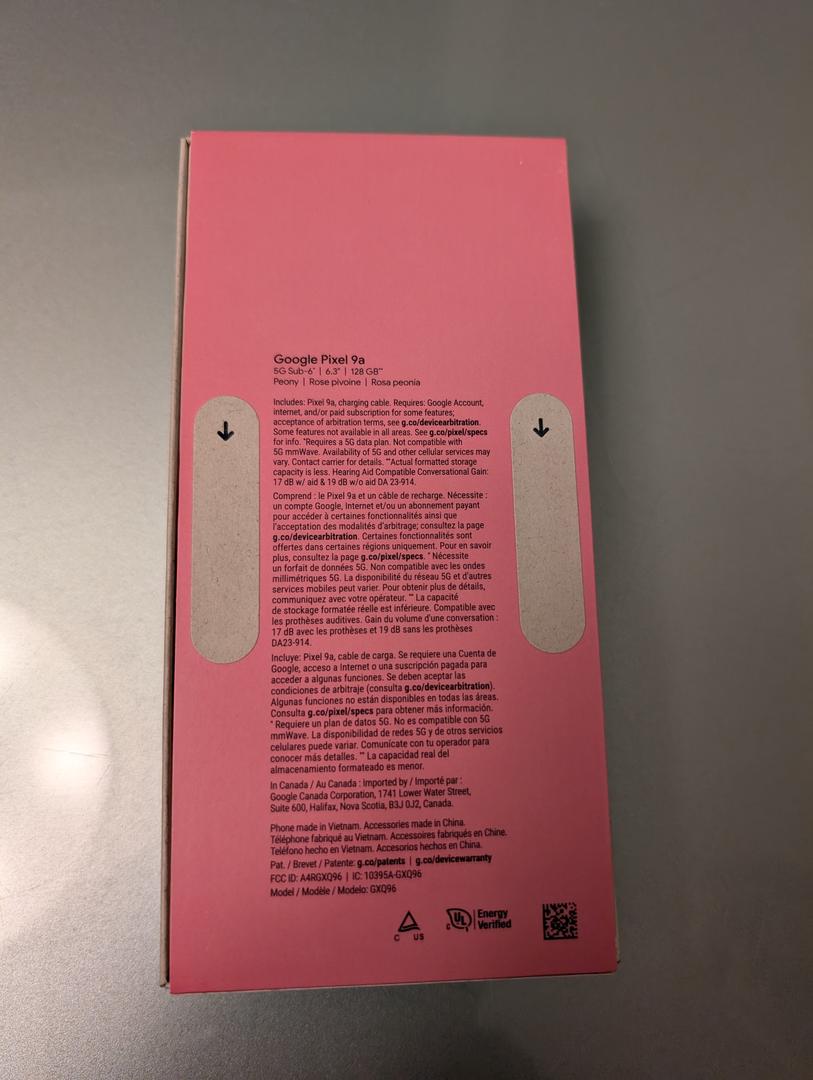 Google Pixel 9a
5G Sub-6* | 6.3" | 128 GB**
Peony | Rose pivoine | Rosa peonía
Includes: Pixel 9a, charging cable. Requires: Google Account,
internet, and/or paid subscription for some features;
acceptance of arbitration terms, see g.co/devicearbitration.
Some features not available in all areas. See g.co/pixel/specs
for info. *Requires a 5G data plan. Not compatible with
5G mmWave. Availability of 5G and other cellular services may
vary. Contact carrier for details. **Actual formatted storage
capacity is less. Hearing Aid Compatible Conversational Gain:
17 dB w/ aid & 19 dB w/o aid DA 23-914.
Comprend : le Pixel 9a et un câble de recharge. Nécessite :
un compte Google, Internet et/ou un abonnement payant
pour accéder à certaines fonctionnalités ainsi que
l'acceptation des modalités d'arbitrage; consultez la page
g.co/devicearbitration. Certaines fonctionnalités sont
offertes dans certaines régions uniquement. Pour en savoir
plus, consultez la page g.co/pixel/specs. * Nécessite
un forfait de données 5G. Non compatible avec les ondes
millimétriques 5G. La disponibilité du réseau 5G et d'autres
services mobiles peut varier. Pour obtenir plus de détails,
communiquez avec votre opérateur. ** La capacité
de stockage formatée réelle est inférieure. Compatible avec
les prothèses auditives. Gain du volume d'une conversation :
17 dB avec les prothèses et 19 dB sans les prothèses
DA23-914.
Incluye: Pixel 9a, cable de carga. Se requiere una Cuenta de
Google, acceso a Internet o una suscripción pagada para
acceder a algunas funciones. Se deben aceptar las
condiciones de arbitraje (consulta g.co/devicearbitration).
Algunas funciones no están disponibles en todas las áreas.
Consulta g.co/pixel/specs para obtener más información.
* Requiere un plan de datos 5G. No es compatible con 5G
mmWave. La disponibilidad de redes 5G y de otros servicios
celulares puede variar. Comunícate con tu operador para
conocer más detalles. ** La capacidad real del
almacenamiento formateado es menor.
In Canada / Au Canada : Imported by / Importé par :
Google Canada Corporation, 1741 Lower Water Street,
Suite 600, Halifax, Nova Scotia, B3J 0J2, Canada.
Phone made in Vietnam. Accessories made in China.
Téléphone fabriqué au Vietnam. Accessoires fabriqués en Chine.
Teléfono hecho en Vietnam. Accesorios hechos en China.
Pat. / Brevet / Patente: g.co/patents | g.co/devicewarranty
FCC ID: A4RGXQ96 | IC: 10395A-GXQ96
Model / Modèle / Modelo: GXQ96
C US
C UL Energy
Verified